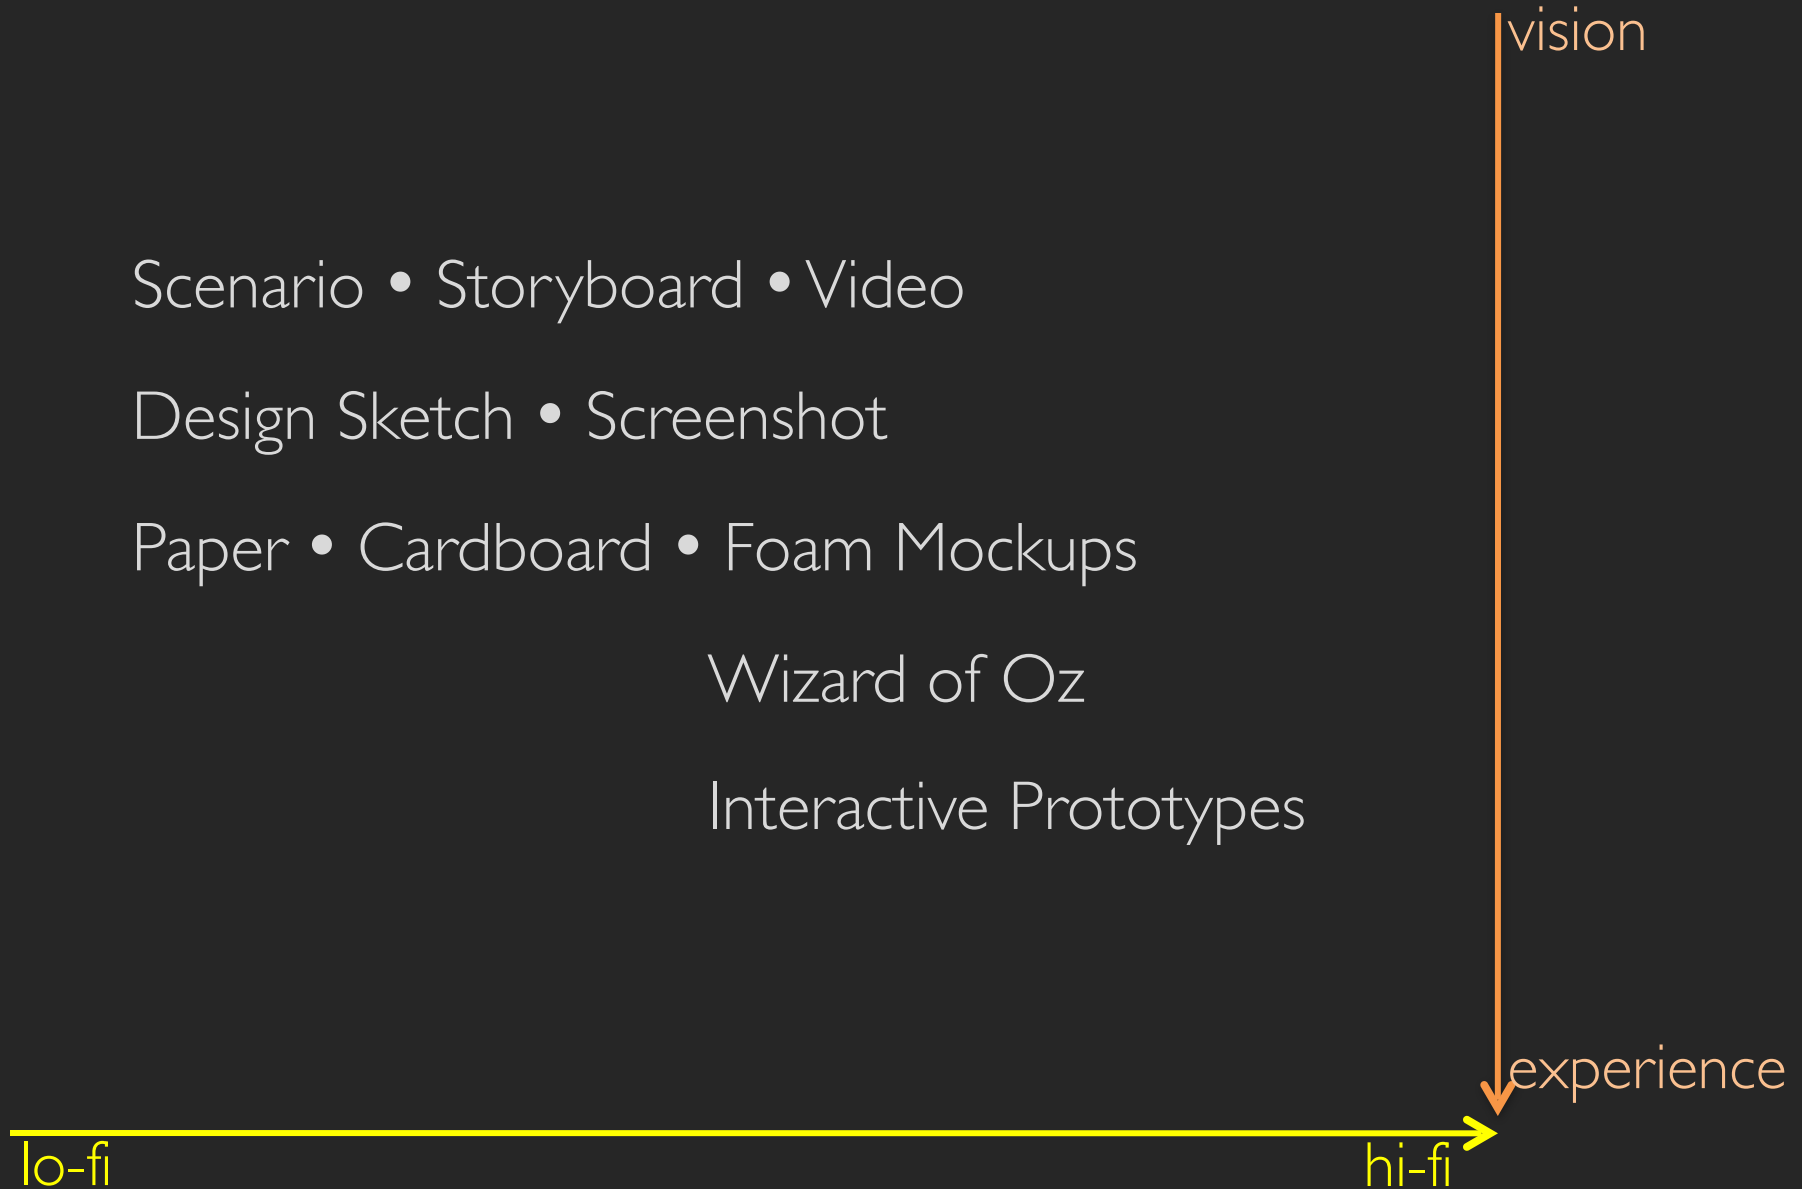 vision
Scenario • Storyboard • Video
Design Sketch • Screenshot
Paper • Cardboard • Foam Mockups
Wizard of Oz
Interactive Prototypes
experience
lo-fi
hi-fi